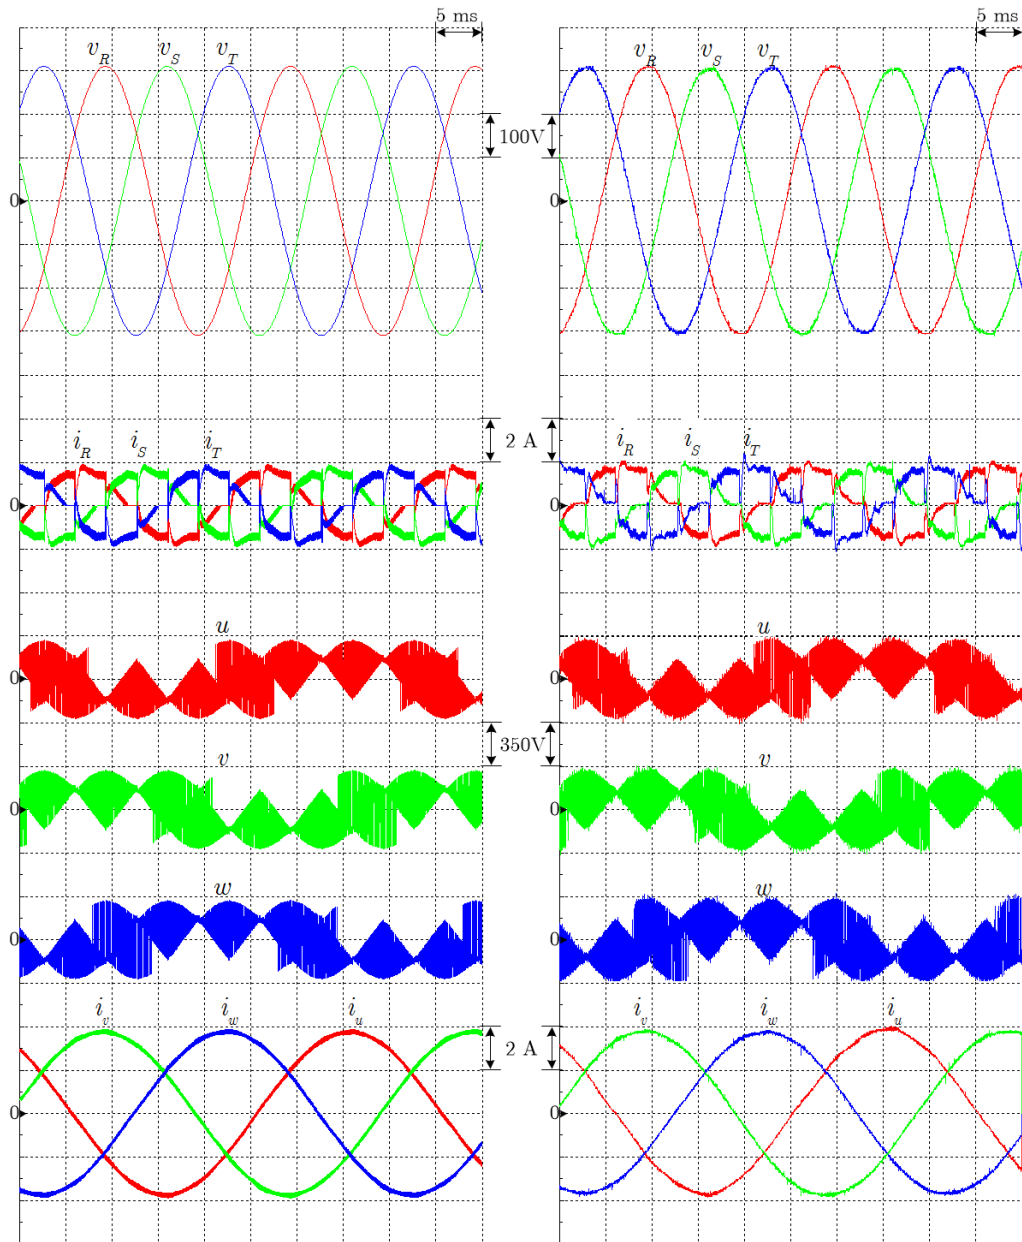 5 ms 5 ms
v_R v_S v_T v_R v_S v_T
100V
0 0
2 A
i_R i_S i_T i_R i_S i_T
0 0
u u
0 0
350V
v v
0 0
w w
0 0
i_v i_w i_u i_v i_w i_u
2 A
0 0